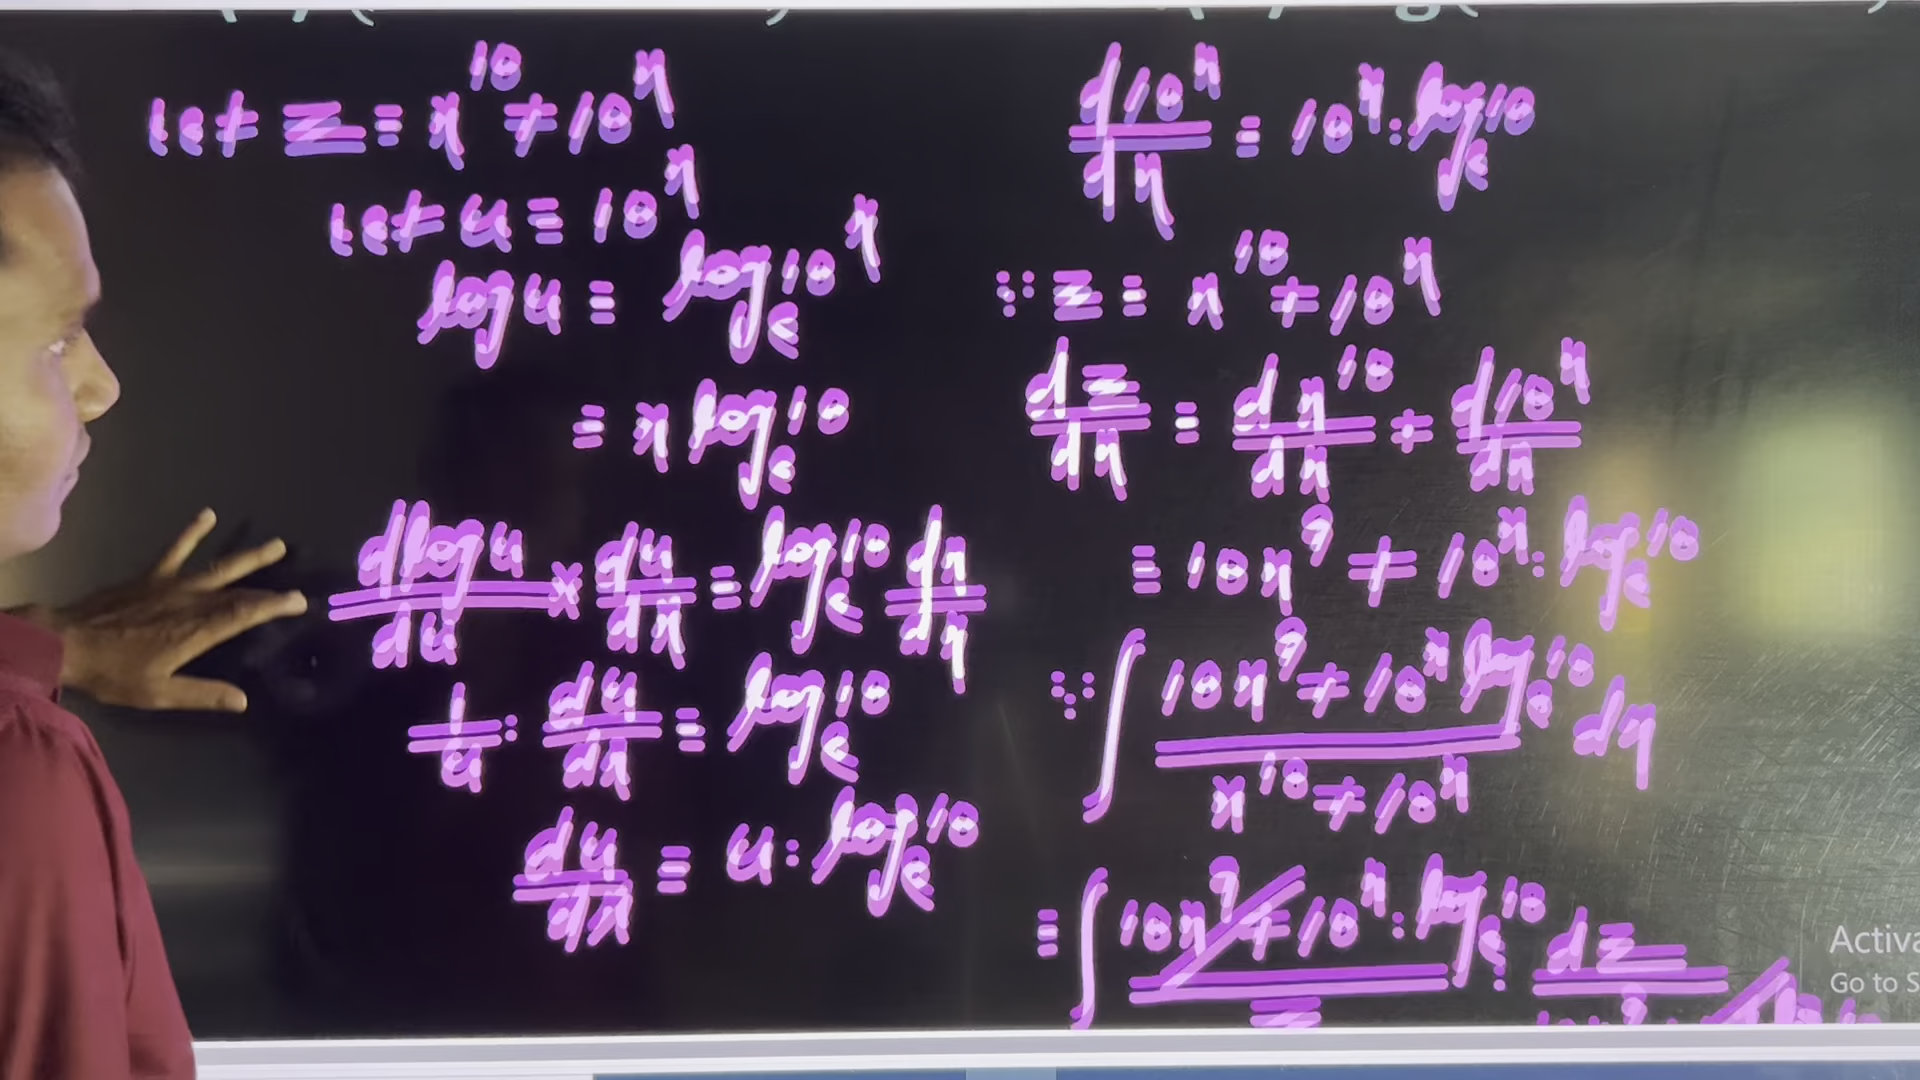 let z = x^10 + 10^x
let u = 10^x
log u = log_e 10^x
= x log_e 10
dlog u/du × du/dx = log_e 10 dx/dx
1/u · du/dx = log_e 10
du/dx = u · log_e 10
d10^x/dx = 10^x · log_e 10
∵ z = x^10 + 10^x
dz/dx = dx^10/dx + d10^x/dx
= 10x^9 + 10^x · log_e 10
∵ ∫ (10x^9 + 10^x log_e 10)/(x^10 + 10^x) dx
= ∫ (10x^9 + 10^x · log_e 10)/z · dz/
Activa
Go to S